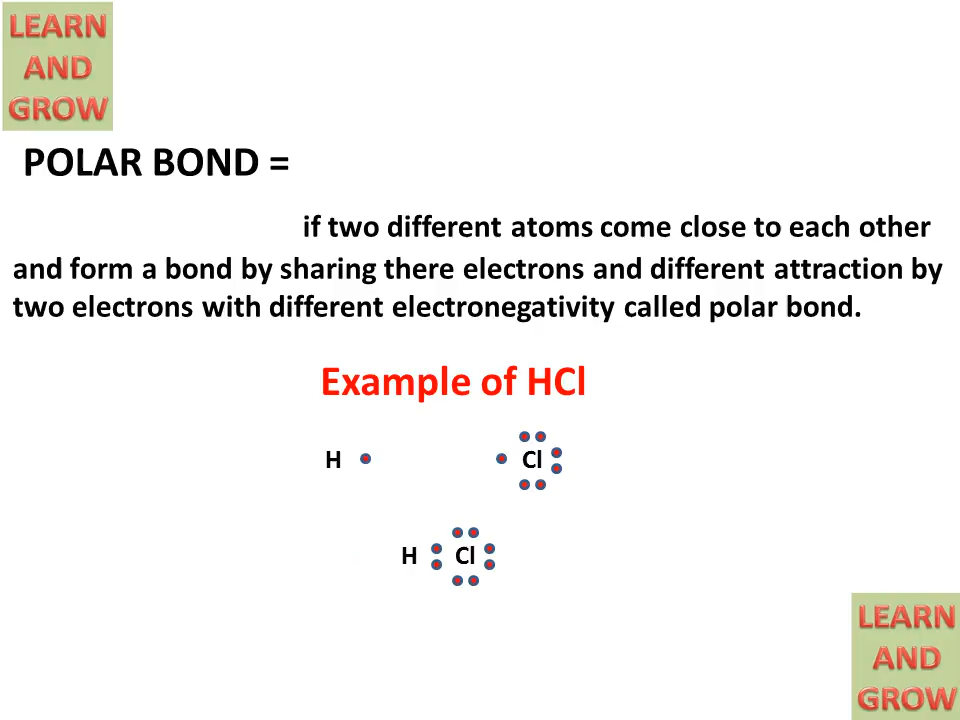 LEARN
AND
GROW
POLAR BOND =
if two different atoms come close to each other
and form a bond by sharing there electrons and different attraction by
two electrons with different electronegativity called polar bond.
Example of HCl
H Cl
H Cl
LEARN
AND
GROW